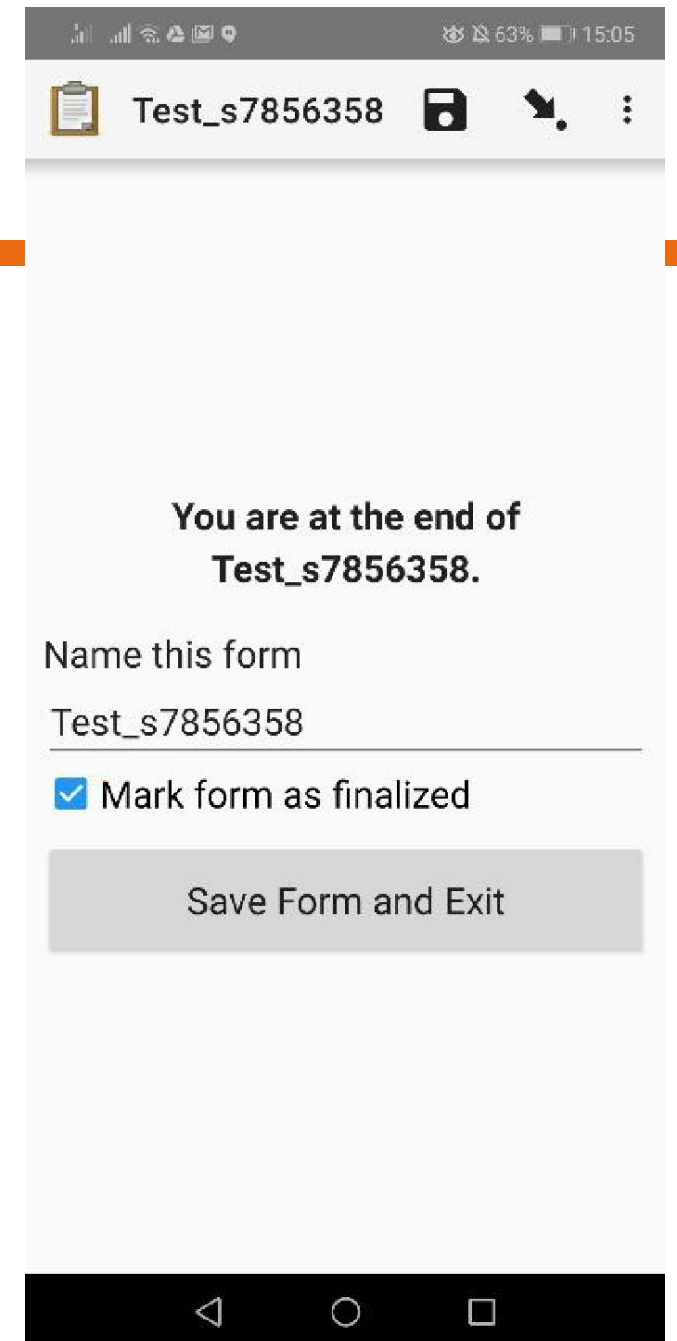 63% 15:05
Test_s7856358
You are at the end of
Test_s7856358.
Name this form
Test_s7856358
Mark form as finalized
Save Form and Exit